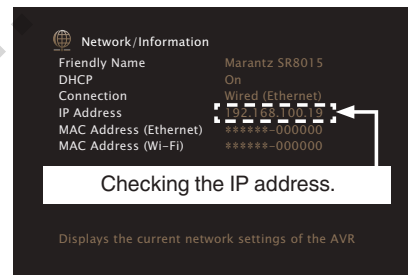 Network/Information
Friendly Name Marantz SR8015
DHCP On
Connection Wired (Ethernet)
IP Address 192.168.100.19
MAC Address (Ethernet) ******-000000
MAC Address (Wi-Fi) ******-000000
Checking the IP address.
Displays the current network settings of the AVR